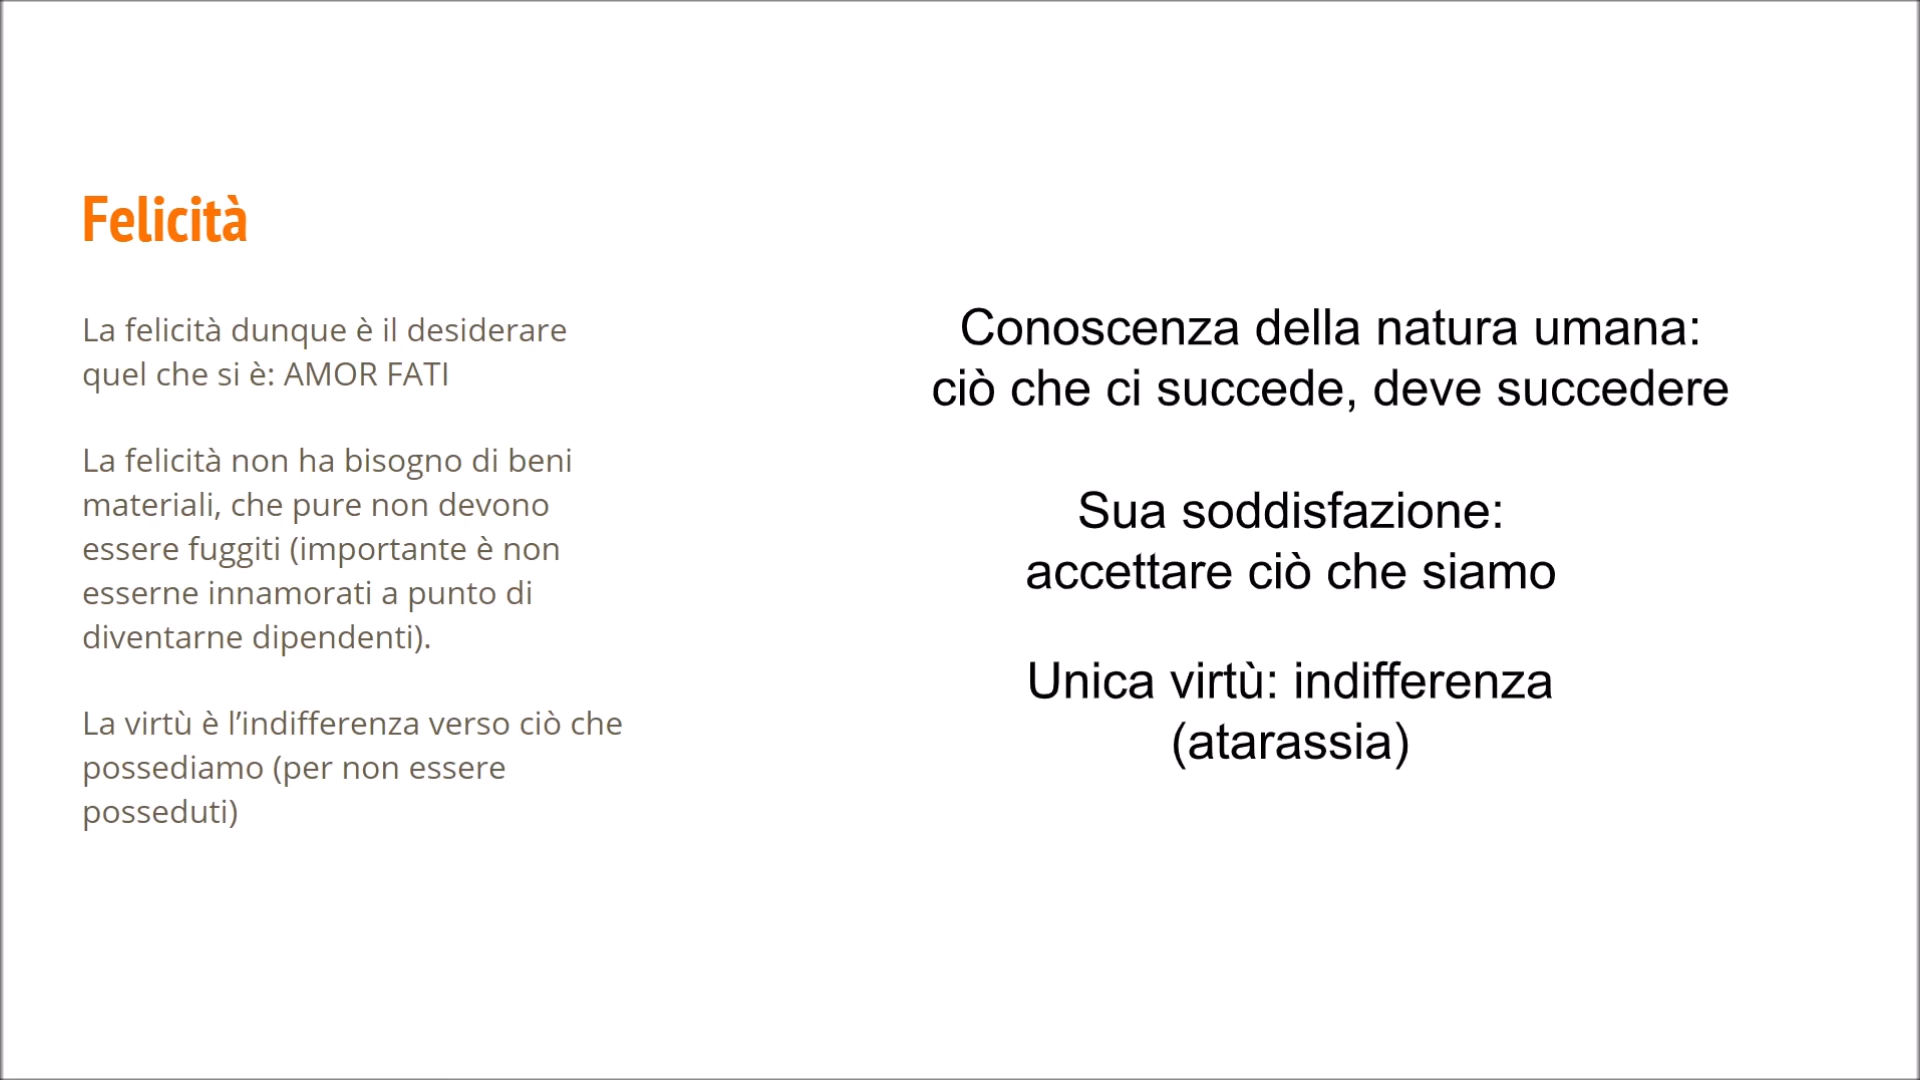 Felicità
La felicità dunque è il desiderare
quel che si è: AMOR FATI
La felicità non ha bisogno di beni
materiali, che pure non devono
essere fuggiti (importante è non
esserne innamorati a punto di
diventarne dipendenti).
La virtù è l’indifferenza verso ciò che
possediamo (per non essere
posseduti)
Conoscenza della natura umana:
ciò che ci succede, deve succedere
Sua soddisfazione:
accettare ciò che siamo
Unica virtù: indifferenza
(atarassia)